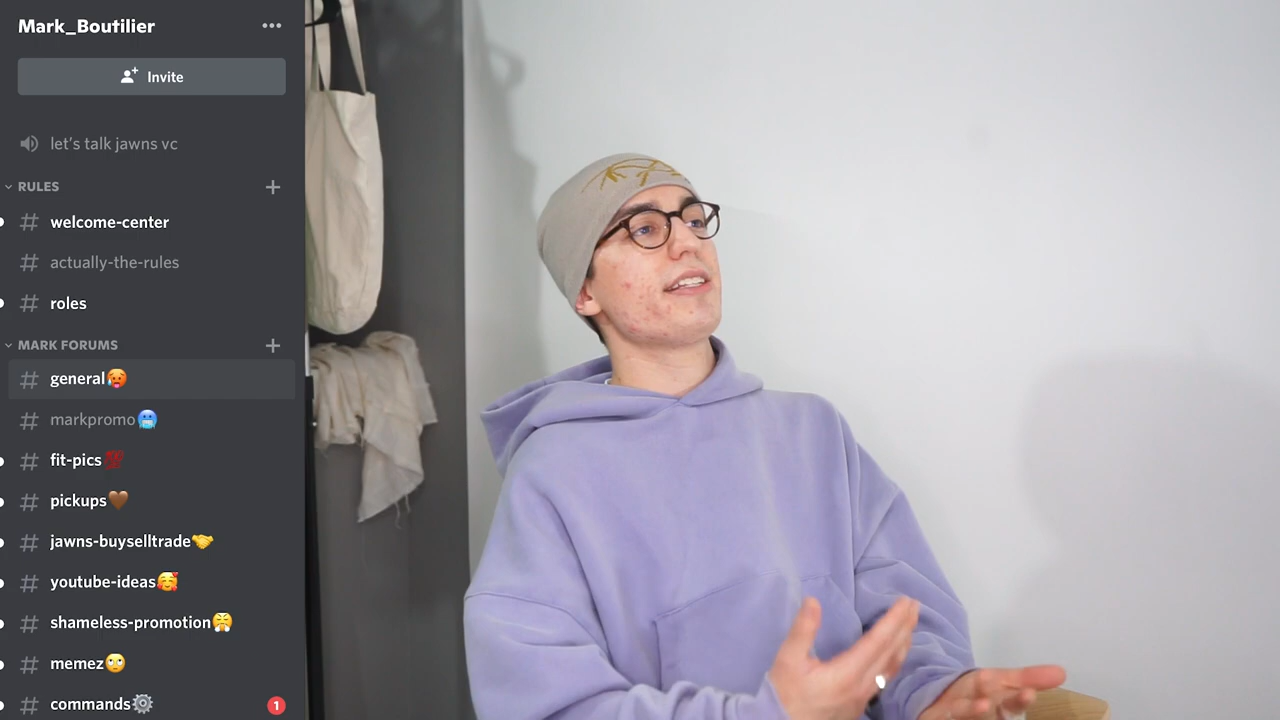 Mark_Boutilier
Invite
let's talk jawns vc
RULES
welcome-center
actually-the-rules
roles
MARK FORUMS
general🥵
markpromo🥶
fit-pics💯
pickups🤎
jawns-buyselltrade🤝
youtube-ideas🥰
shameless-promotion😤
memez🙄
commands⚙️
1